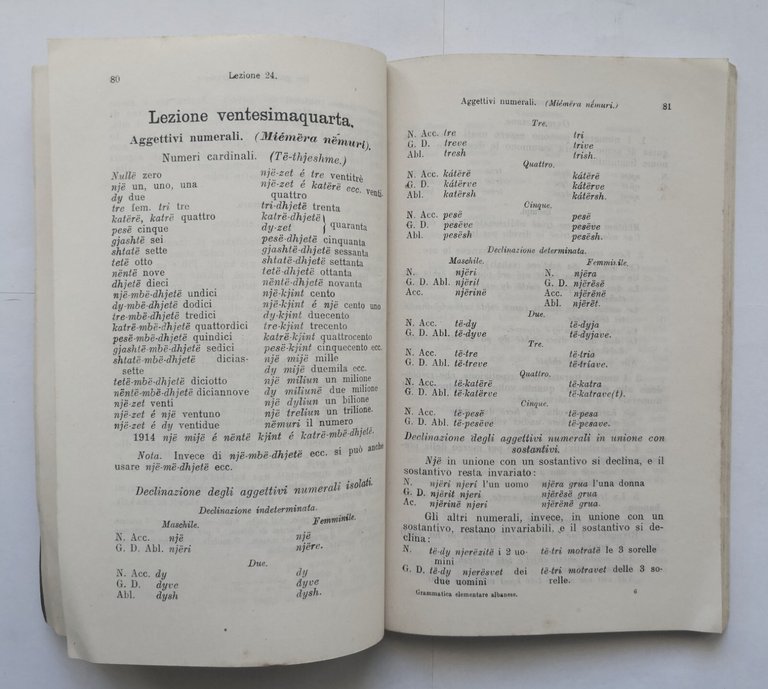 80
Lezione 24.
Lezione ventesimaquarta.
Aggettivi numerali. (Miémëra nëmuri).
Numeri cardinali. (Të-thjeshme.)
Nullë zero
një un, uno, una
dy due
tre fem. tri tre
katërë, katrë quattro
pesë cinque
gjashtë sei
shtatë sette
tetë otto
nëntë nove
dhjetë dieci
një-mbë-dhjetë undici
dy-mbë-dhjetë dodici
tre-mbë-dhjetë tredici
katrë-mbë-dhjetë quattordici
pesë-mbë-dhjetë quindici
gjashtë-mbë-dhjetë sedici
shtatë-mbë-dhjetë dicias-
sette
tetë-mbë-dhjetë diciotto
nëntë-mbë-dhjetë diciannove
një-zet venti
një-zet é një ventuno
një-zet é dy ventidue
një-zet é tre ventitrè
një-zet é katërë ecc. venti-
quattro
tri-dhjetë trenta
katrë-dhjetë } quaranta
dy-zet
pesë-dhjetë cinquanta
gjashtë-dhjetë sessanta
shtatë-dhjetë settanta
tetë-dhjetë ottanta
nëntë-dhjetë novanta
një-kjint cento
një-kjint é një cento uno
dy-kjint duecento
tre-kjint trecento
katrë-kjint quattrocento
pesë-kjint cinquecento ecc.
një mijë mille
dy mijë duemila ecc.
një miliun un milione
dy miliunë due milione
një dyliun un bilione
një treliun un trilione.
nëmuri il numero
1914 një mijë é nëntë kjint é katrë-mbë-dhjetë.
Nota. Invece di një-mbë-dhjetë ecc. si può anche
usare një-më-dhjetë ecc.
Declinazione degli aggettivi numerali isolati.
Declinazione indeterminata.
Maschile. Femminile.
N. Acc. një një
G. D. Abl. njëri njëre.
Due.
N. Acc. dy dy
G. D. dyve dyve
Abl. dysh dysh.
Aggettivi numerali. (Miémëra nëmuri.)
81
Tre.
N. Acc. tre tri
G. D. treve trive
Abl. tresh trish.
Quattro.
N. Acc. kátërë kátërë
G. D. kátërve kátërve
Abl. katërsh kátërsh.
Cinque.
N. Acc. pesë pesë
G. D. pesëve pesëve
Abl. pesësh pesësh.
Declinazione determinata.
Maschile. Femminile.
N. njëri N. njëra
G. D. Abl. njërit G. D. njërësë
Acc. njërinë Acc. njërënë
Abl. njërët.
Due.
N. Acc. të-dy të-dyja
G. D. Abl. të-dyve të-dyjave.
Tre.
N. Acc. të-tre të-tria
G. D. Abl. të-treve të-triave.
Quattro.
N. Acc. të-katërë të-katra
G. D. Abl. të-katërve të-katrave(t).
Cinque.
N. Acc. të-pesë të-pesa
G. D. Abl. të-pesëve të-pesave.
Declinazione degli aggettivi numerali in unione con
sostantivi.
Një in unione con un sostantivo si declina, e il
sostantivo resta invariato:
N. njëri njeri l'un uomo njëra grua l'una donna
G. D. njërit njeri njërësë grua
Ac. njërinë njeri njërënë grua.
Gli altri numerali, invece, in unione con un
sostantivo, restano invariabili, e il sostantivo si de-
clina:
N. të-dy njerëzitë i 2 uo- të-tri motratë le 3 sorelle
mini
G. D. të-dy njerësvet dei të-tri motravet delle 3 so-
due uomini relle.
Grammatica elementare albanese. 6